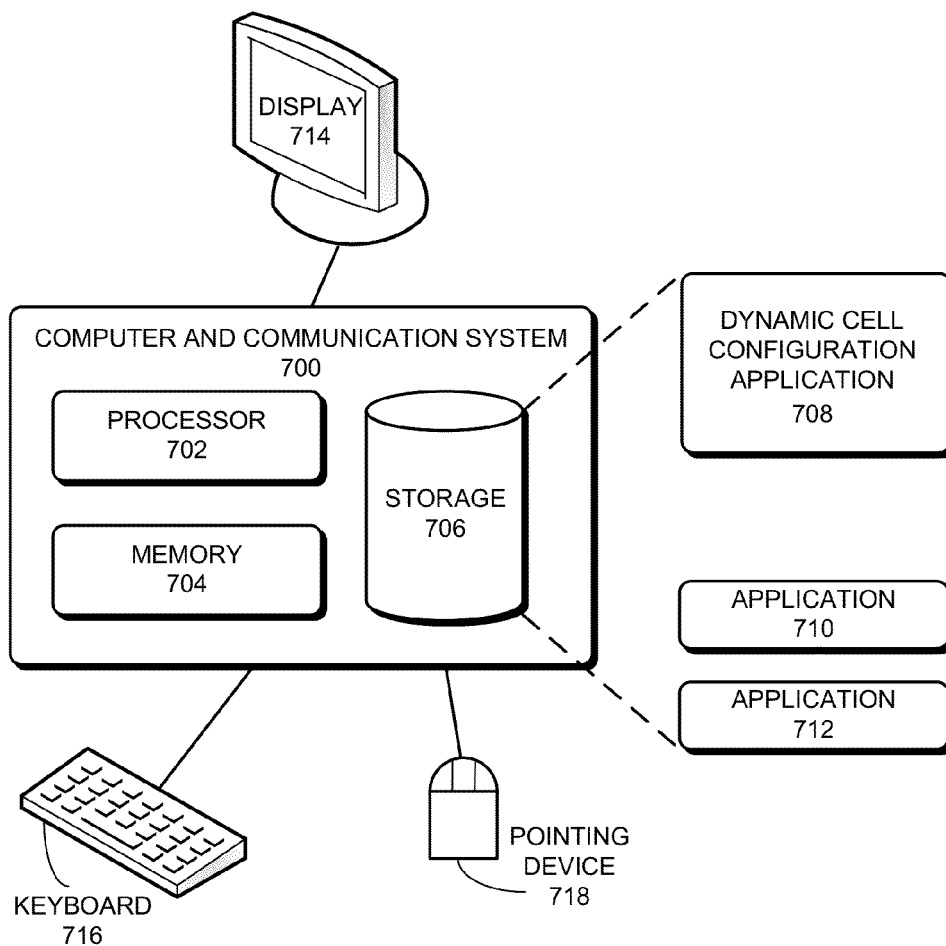 DISPLAY
714
COMPUTER AND COMMUNICATION SYSTEM
700
PROCESSOR
702
MEMORY
704
STORAGE
706
DYNAMIC CELL
CONFIGURATION
APPLICATION
708
APPLICATION
710
APPLICATION
712
KEYBOARD
716
POINTING
DEVICE
718